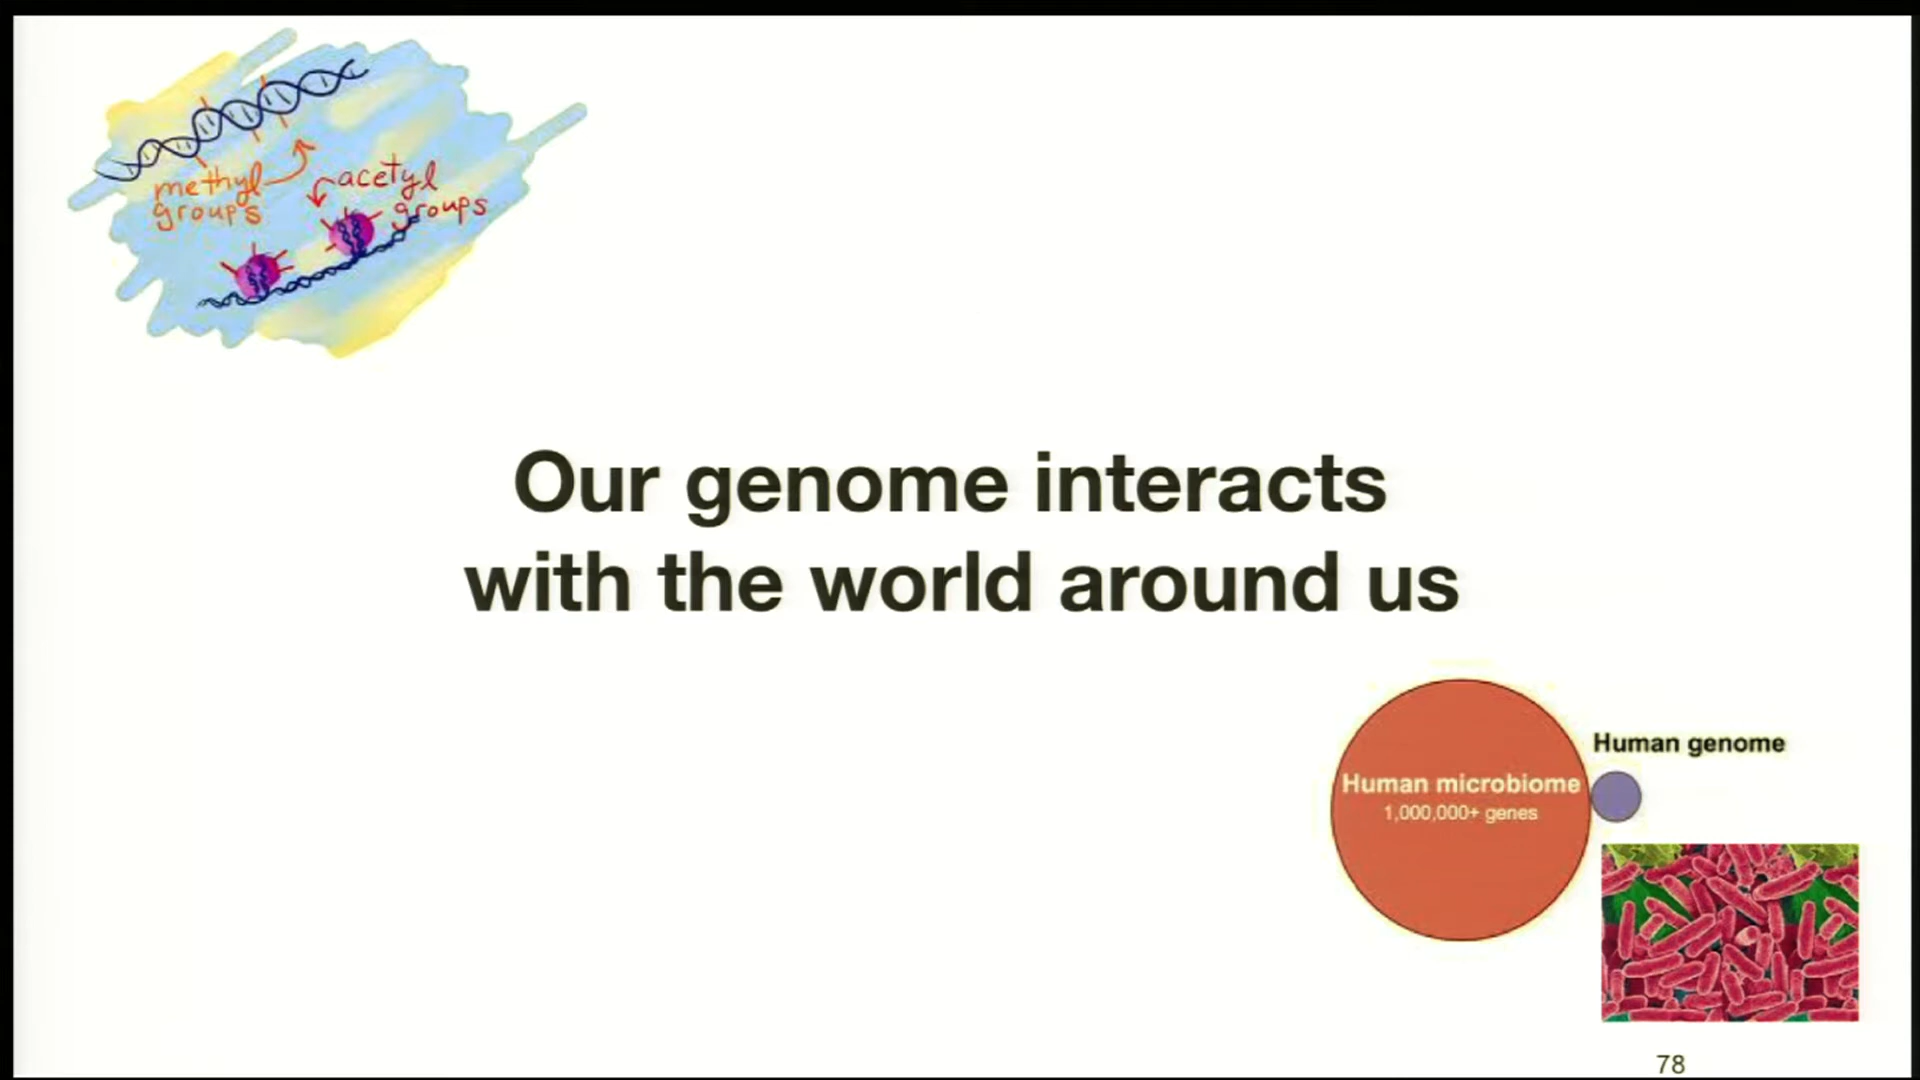 methyl
groups
acetyl
groups
Our genome interacts
with the world around us
Human genome
Human microbiome
1,000,000+ genes
78